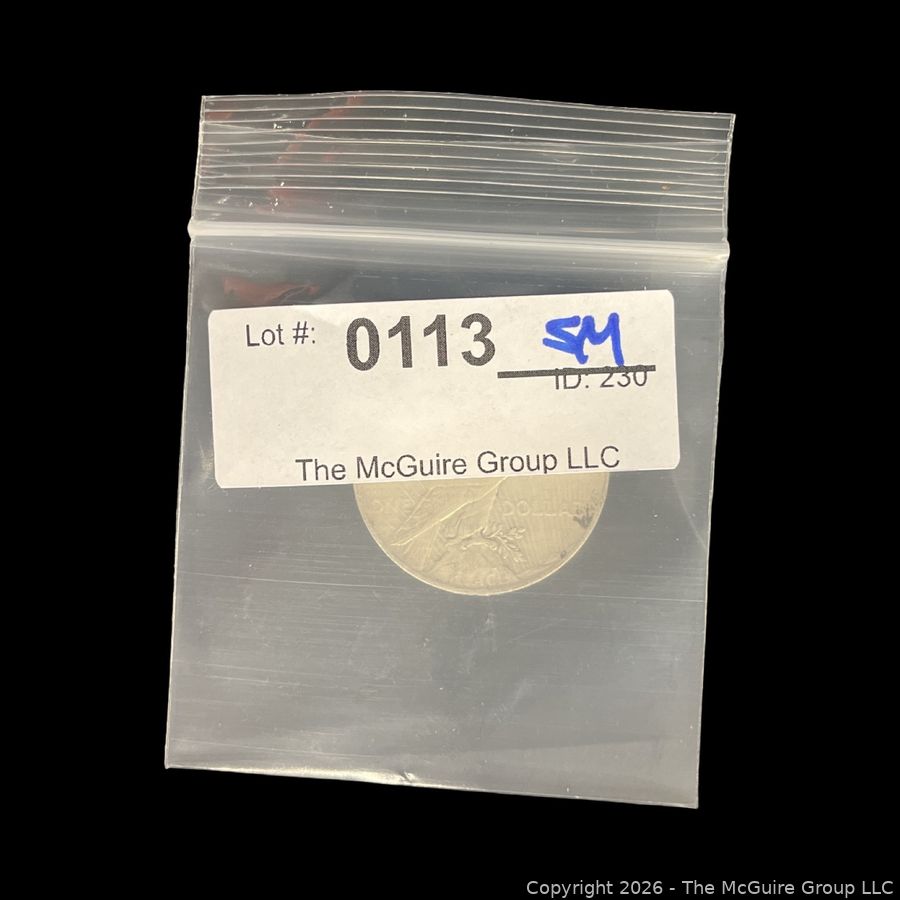 Lot #: 0113 SM
ID: 230
The McGuire Group LLC
ONE DOLLAR
PEACE
Copyright 2026 - The McGuire Group LLC